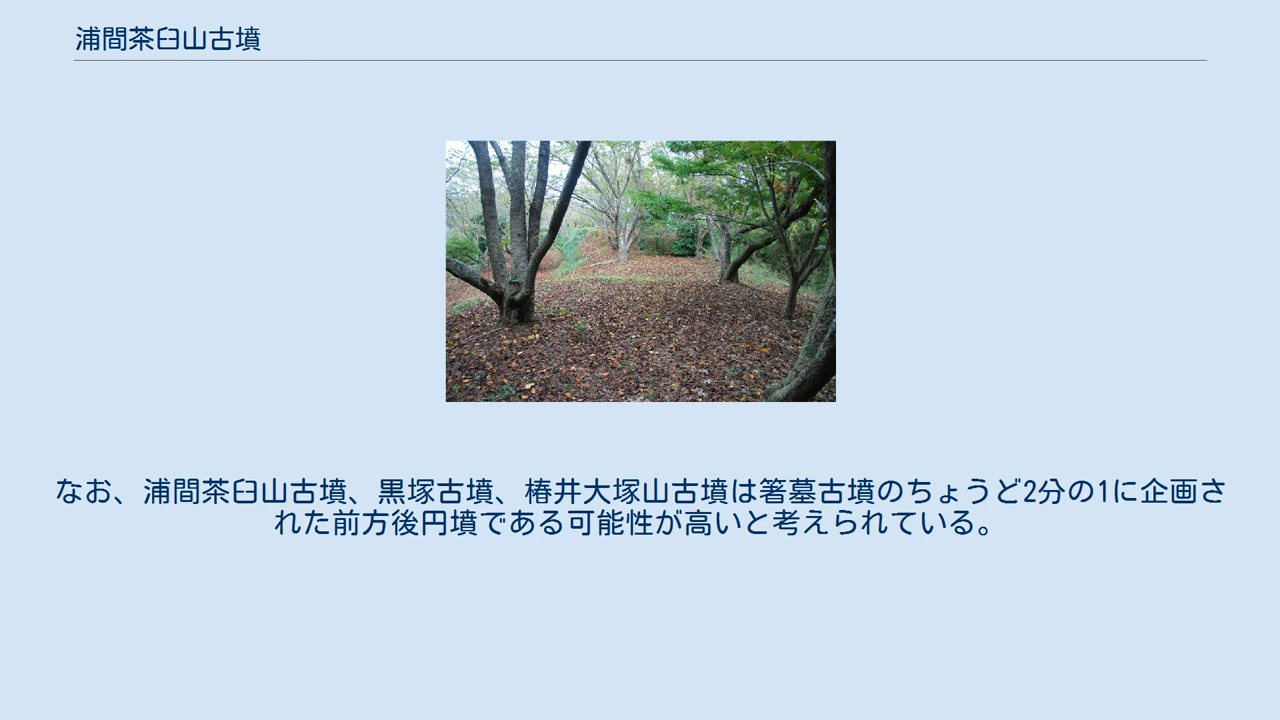 浦間茶臼山古墳
なお、浦間茶臼山古墳、黒塚古墳、椿井大塚山古墳は箸墓古墳のちょうど2分の1に企画さ
れた前方後円墳である可能性が高いと考えられている。